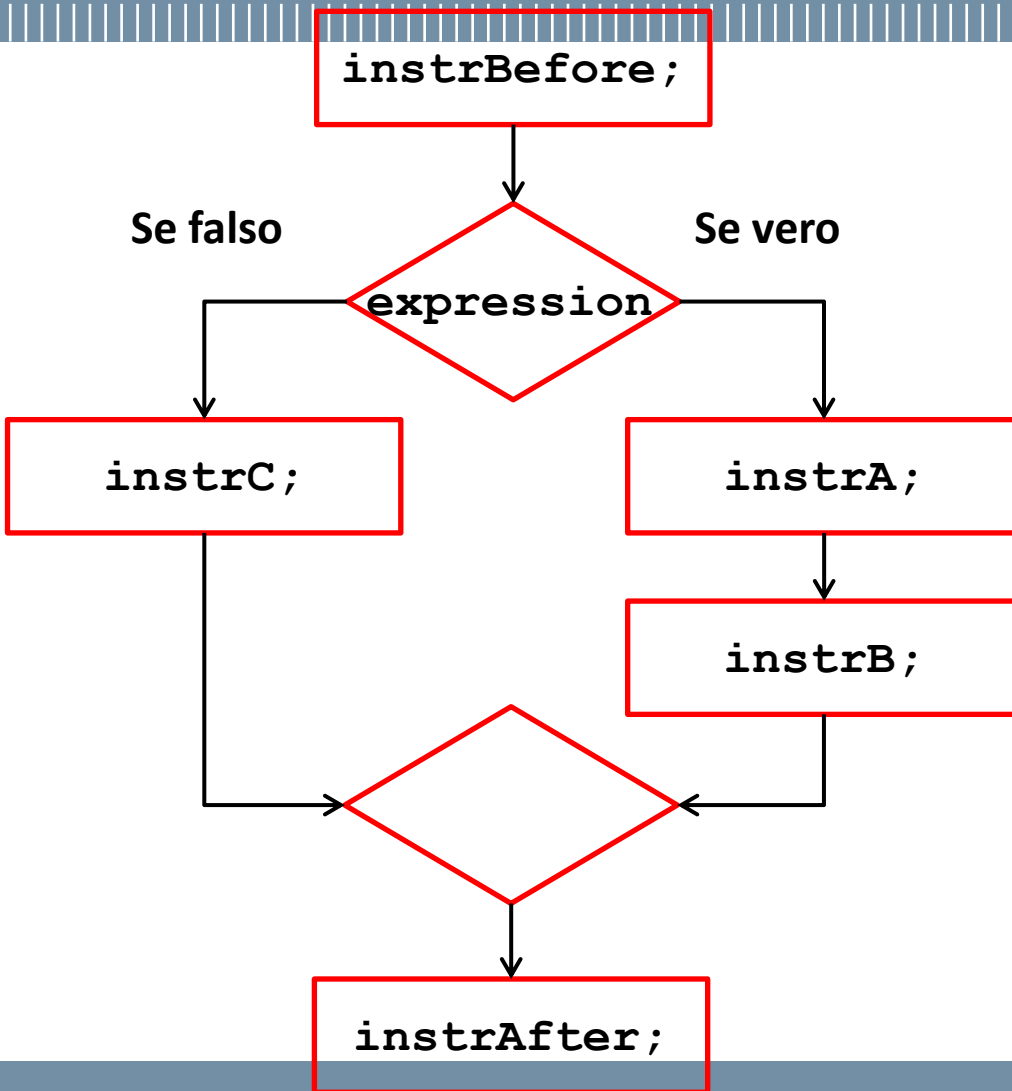 instrBefore;
Se falso
Se vero
expression
instrC;
instrA;
instrB;
instrAfter;